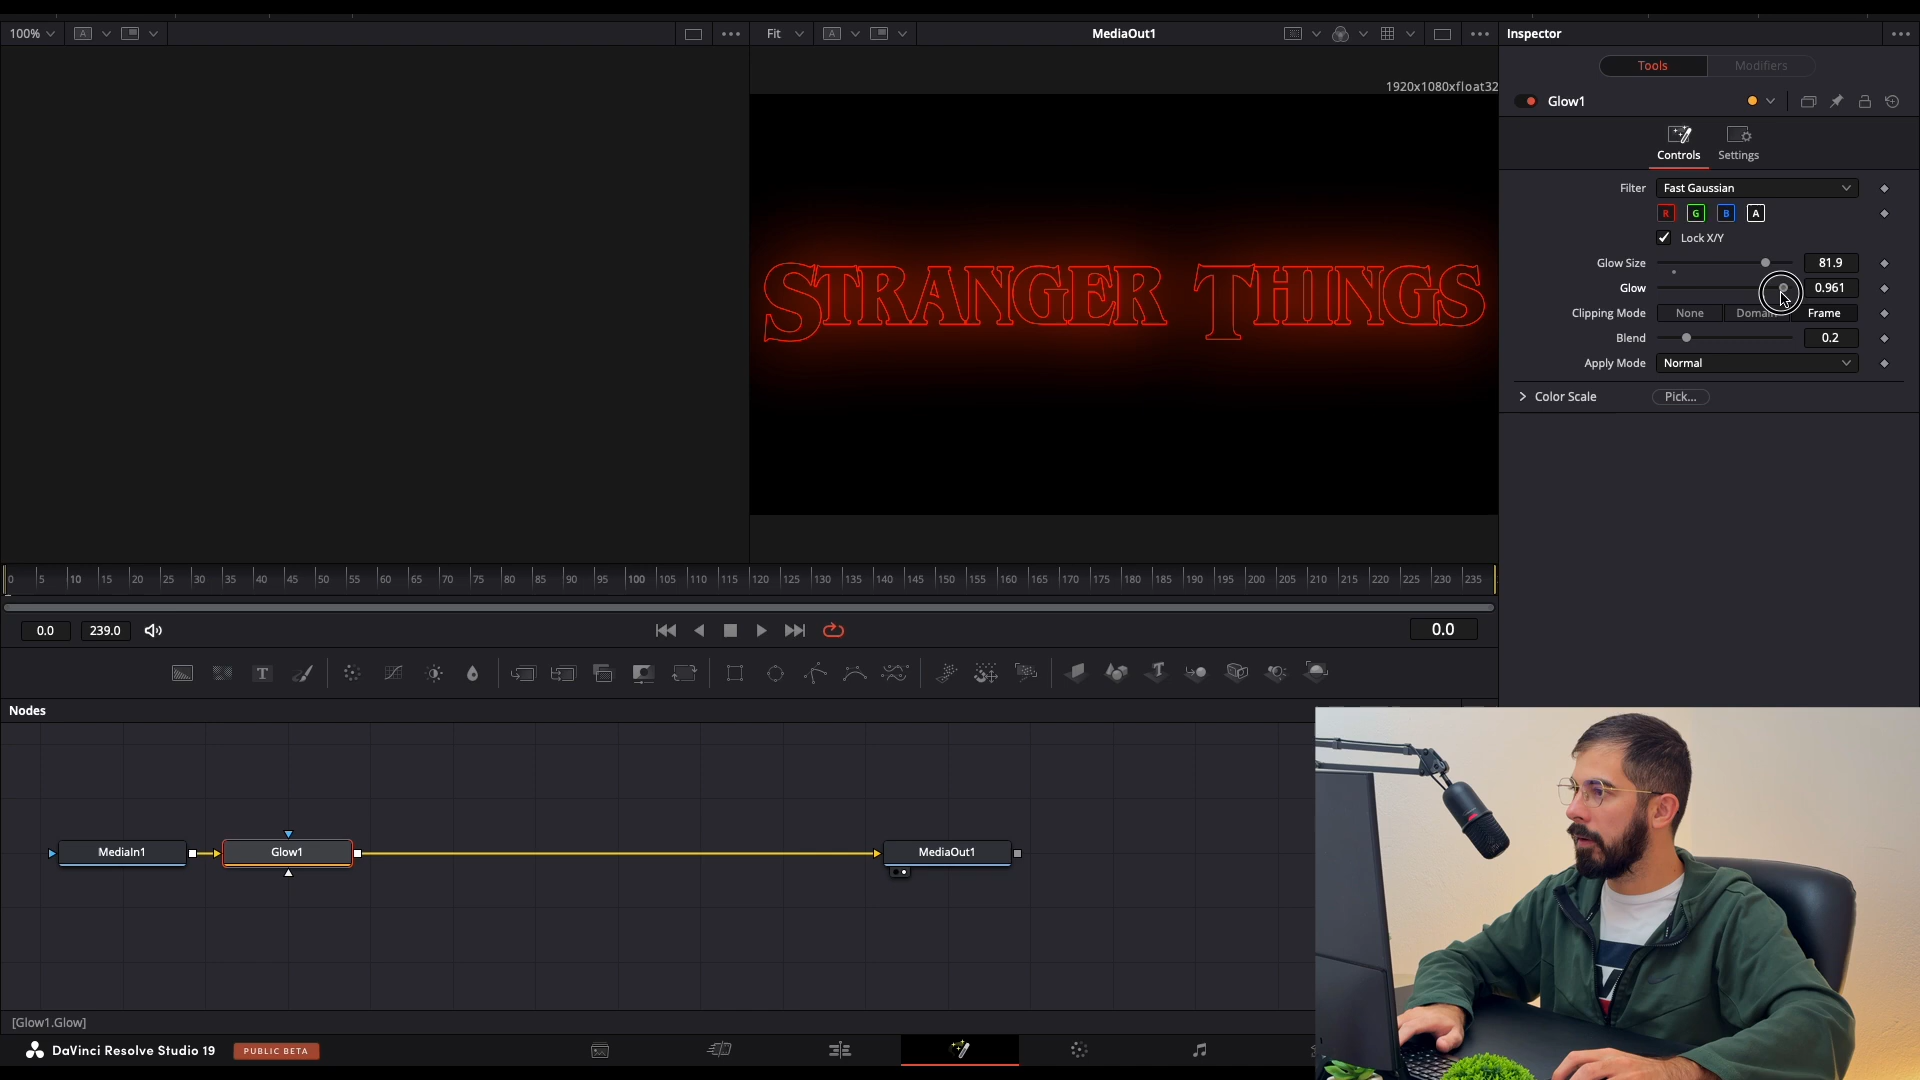 100%
A
Fit
A
MediaOut1
Inspector
Tools
Modifiers
1920x1080xfloat32
Glow1
Controls
Settings
Filter
Fast Gaussian
R
G
B
A
Lock X/Y
Glow Size
81.9
Glow
0.961
Clipping Mode
None
Domain
Frame
Blend
0.2
Apply Mode
Normal
Color Scale
Pick...
STRANGER THINGS
0 5 10 15 20 25 30 35 40 45 50 55 60 65 70 75 80 85 90 95 100 105 110 115 120 125 130 135 140 145 150 155 160 165 170 175 180 185 190 195 200 205 210 215 220 225 230 235
0.0
239.0
0.0
T
Nodes
MediaIn1
Glow1
MediaOut1
[Glow1.Glow]
DaVinci Resolve Studio 19
PUBLIC BETA